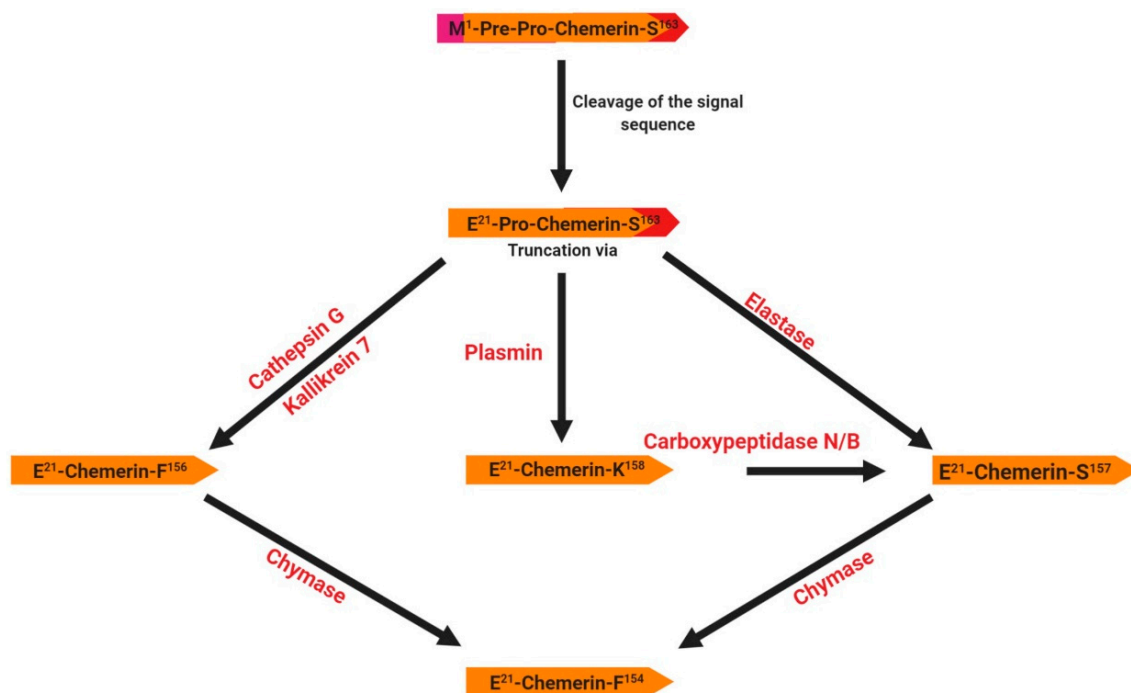 M¹-Pre-Pro-Chemerin-S¹⁶³
Cleavage of the signal
sequence
E²¹-Pro-Chemerin-S¹⁶³
Truncation via
Cathepsin G
Kallikrein 7
Plasmin
Elastase
Carboxypeptidase N/B
E²¹-Chemerin-F¹⁵⁶
E²¹-Chemerin-K¹⁵⁸
E²¹-Chemerin-S¹⁵⁷
Chymase
Chymase
E²¹-Chemerin-F¹⁵⁴